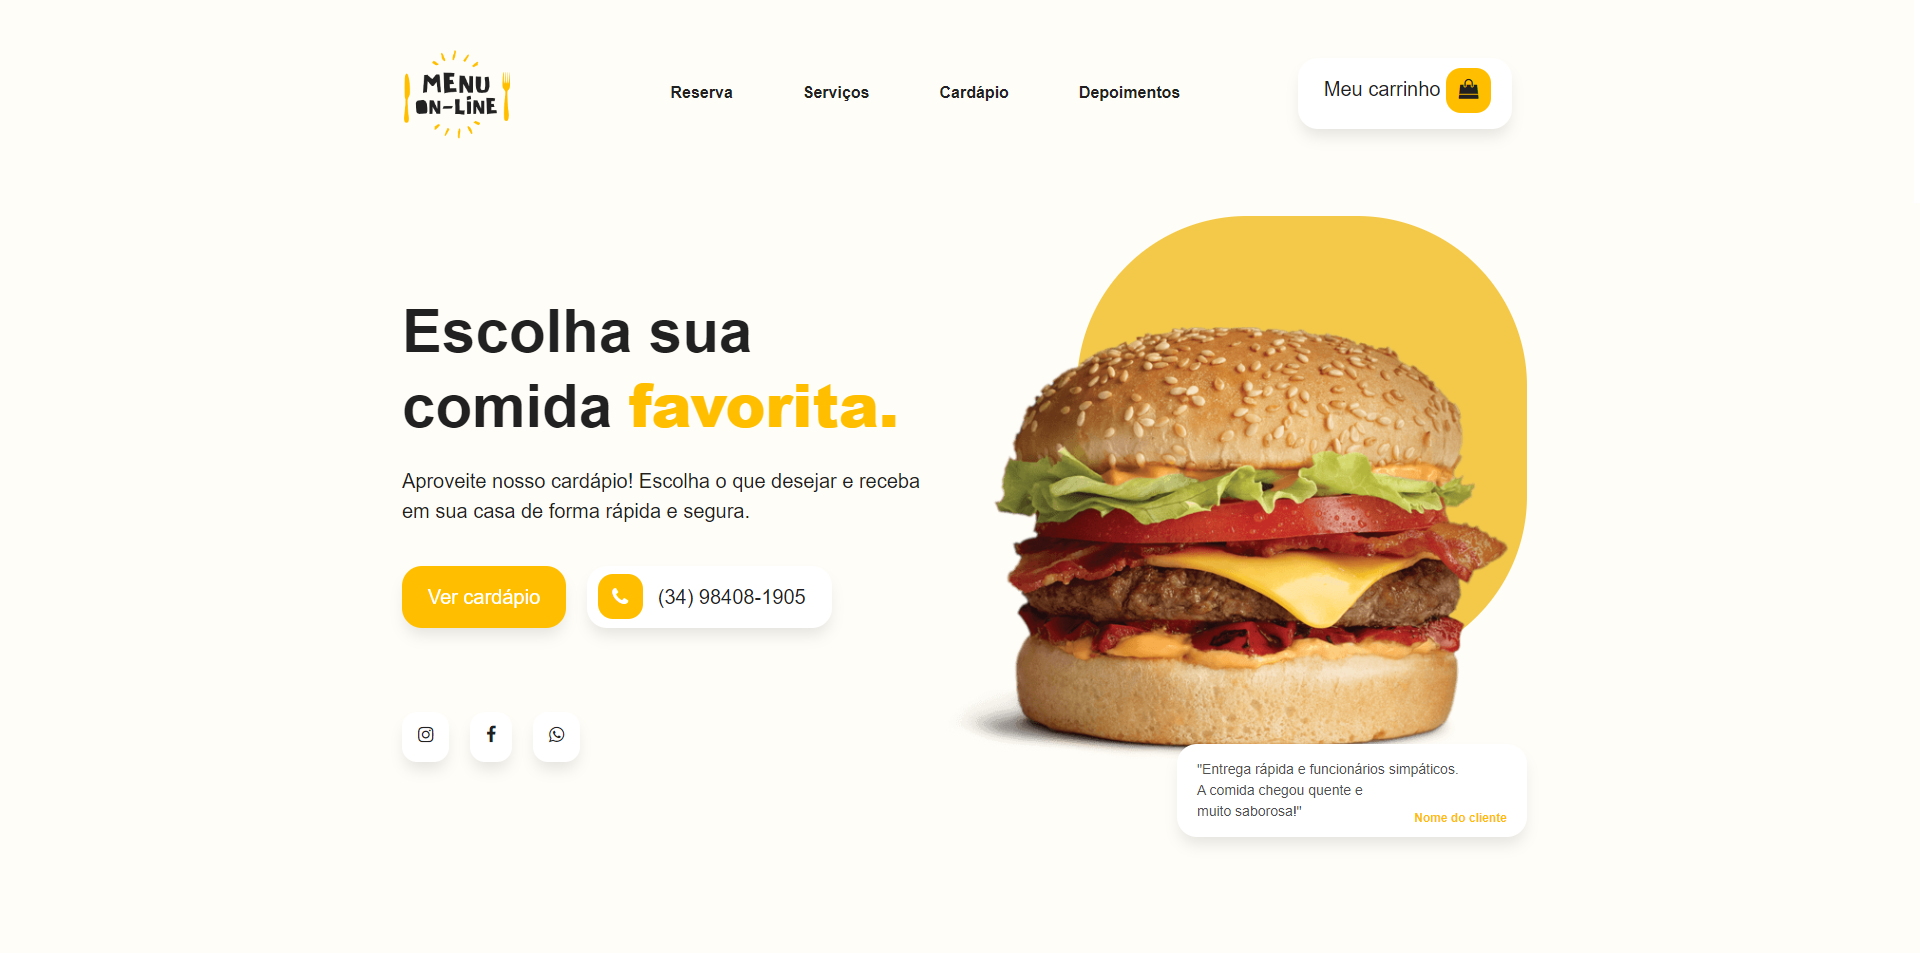 MENU
ON-LINE
Reserva
Serviços
Cardápio
Depoimentos
Meu carrinho
Escolha sua
comida favorita.
Aproveite nosso cardápio! Escolha o que desejar e receba
em sua casa de forma rápida e segura.
Ver cardápio
(34) 98408-1905
"Entrega rápida e funcionários simpáticos.
A comida chegou quente e
muito saborosa!"
Nome do cliente